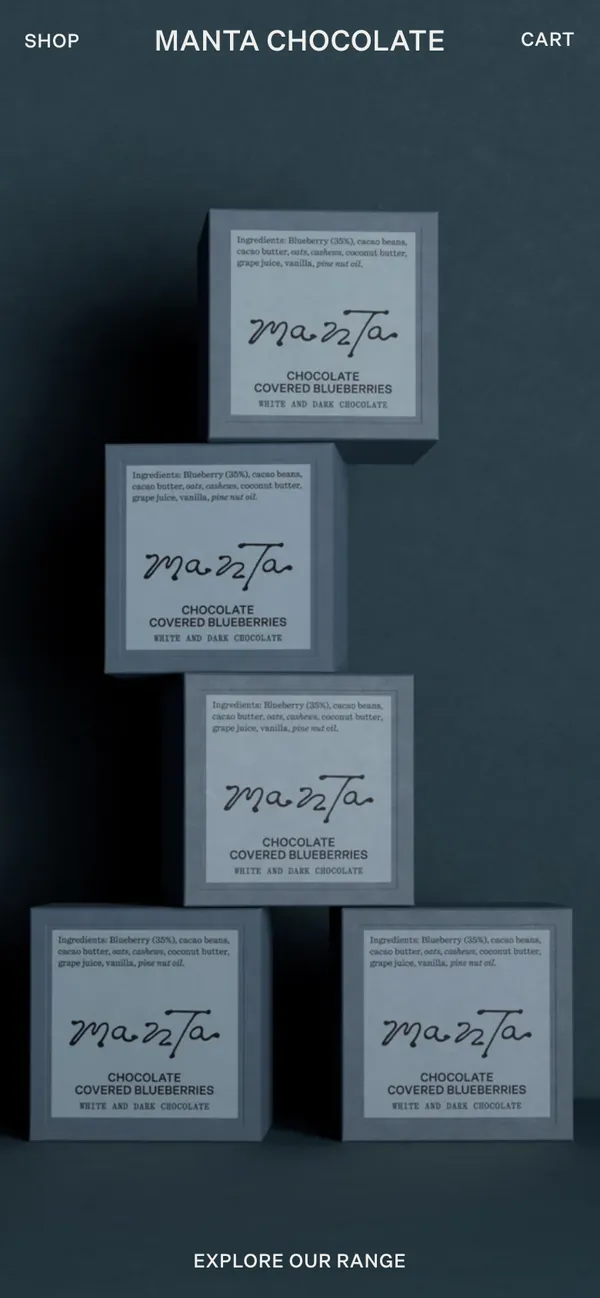 SHOP
MANTA CHOCOLATE
CART
Ingredients: Blueberry (35%), cacao beans,
cacao butter, oats, cashews, coconut butter,
grape juice, vanilla, pine nut oil.
manta
CHOCOLATE
COVERED BLUEBERRIES
WHITE AND DARK CHOCOLATE
Ingredients: Blueberry (35%), cacao beans,
cacao butter, oats, cashews, coconut butter,
grape juice, vanilla, pine nut oil.
manta
CHOCOLATE
COVERED BLUEBERRIES
WHITE AND DARK CHOCOLATE
Ingredients: Blueberry (35%), cacao beans,
cacao butter, oats, cashews, coconut butter,
grape juice, vanilla, pine nut oil.
manta
CHOCOLATE
COVERED BLUEBERRIES
WHITE AND DARK CHOCOLATE
Ingredients: Blueberry (35%), cacao beans,
cacao butter, oats, cashews, coconut butter,
grape juice, vanilla, pine nut oil.
manta
CHOCOLATE
COVERED BLUEBERRIES
WHITE AND DARK CHOCOLATE
Ingredients: Blueberry (35%), cacao beans,
cacao butter, oats, cashews, coconut butter,
grape juice, vanilla, pine nut oil.
manta
CHOCOLATE
COVERED BLUEBERRIES
WHITE AND DARK CHOCOLATE
EXPLORE OUR RANGE